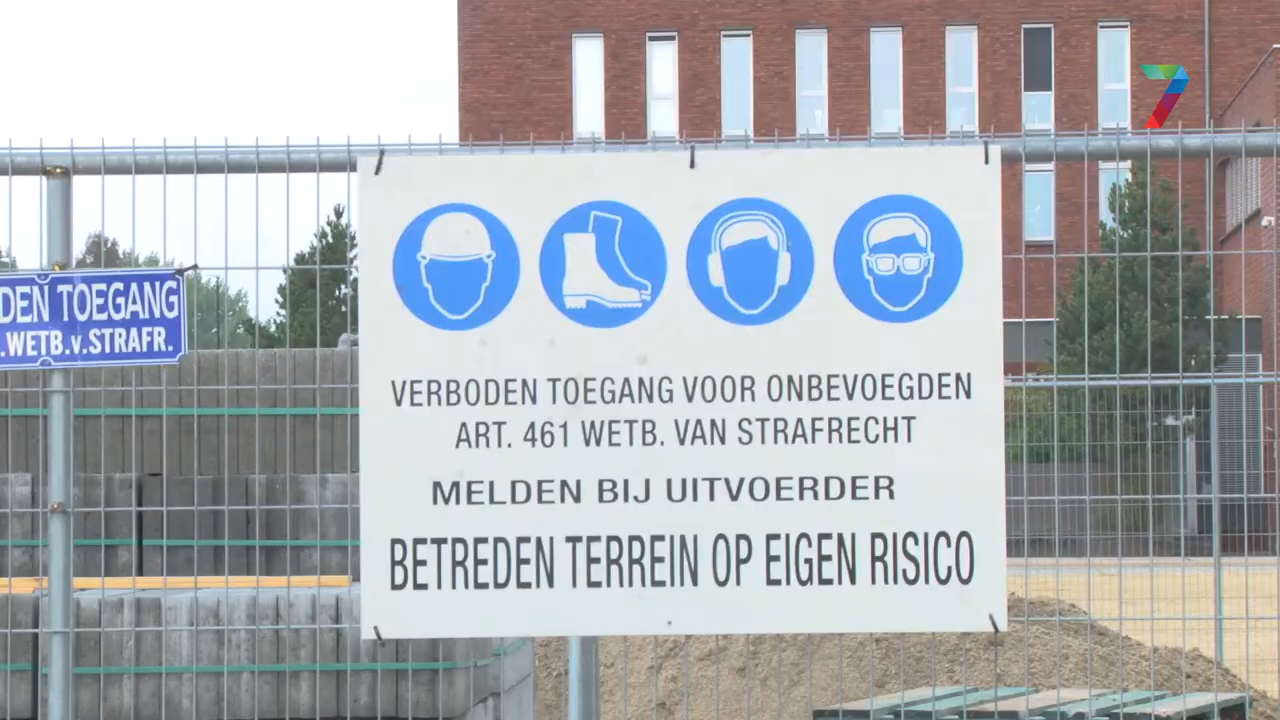 7
DEN TOEGANG
.WETB.v.STRAFR.
VERBODEN TOEGANG VOOR ONBEVOEGDEN
ART. 461 WETB. VAN STRAFRECHT
MELDEN BIJ UITVOERDER
BETREDEN TERREIN OP EIGEN RISICO